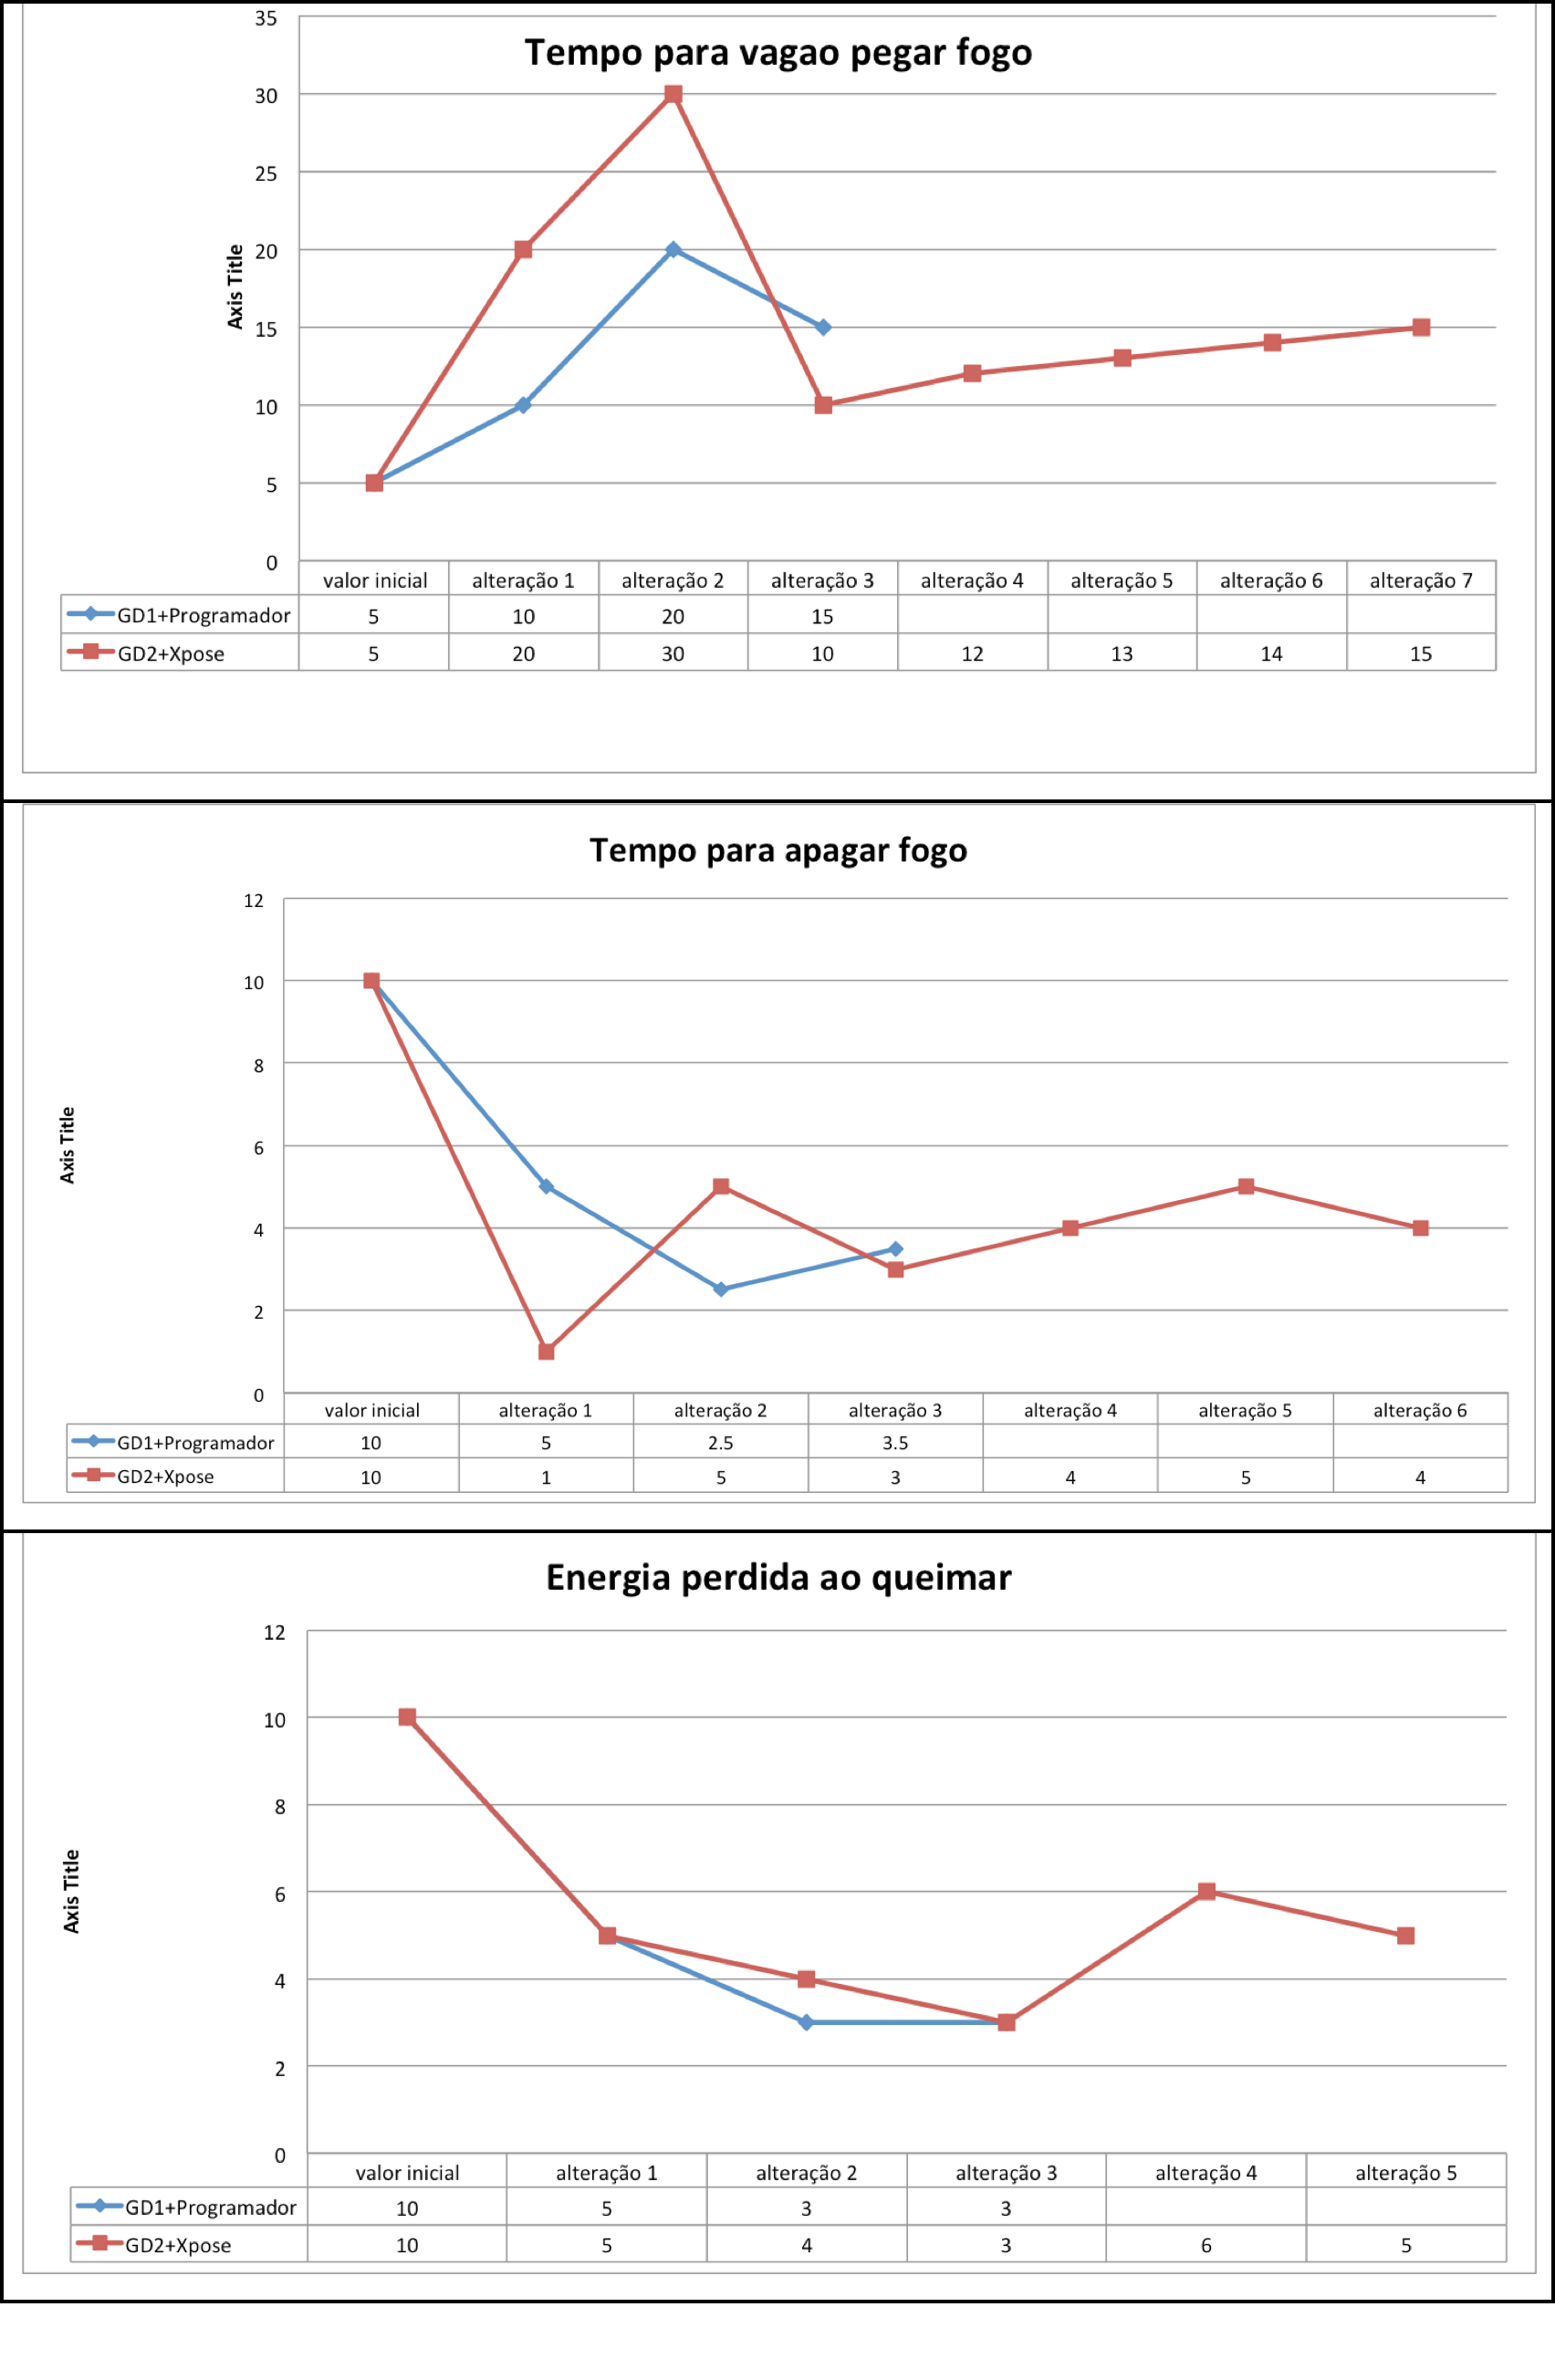 Tempo para vagao pegar fogo
35
30
25
20
15
10
5
0
Axis Title
valor inicial alteração 1 alteração 2 alteração 3 alteração 4 alteração 5 alteração 6 alteração 7
GD1+Programador 5 10 20 15
GD2+Xpose 5 20 30 10 12 13 14 15
Tempo para apagar fogo
12
10
8
6
4
2
0
Axis Title
valor inicial alteração 1 alteração 2 alteração 3 alteração 4 alteração 5 alteração 6
GD1+Programador 10 5 2.5 3.5
GD2+Xpose 10 1 5 3 4 5 4
Energia perdida ao queimar
12
10
8
6
4
2
0
Axis Title
valor inicial alteração 1 alteração 2 alteração 3 alteração 4 alteração 5
GD1+Programador 10 5 3 3
GD2+Xpose 10 5 4 3 6 5